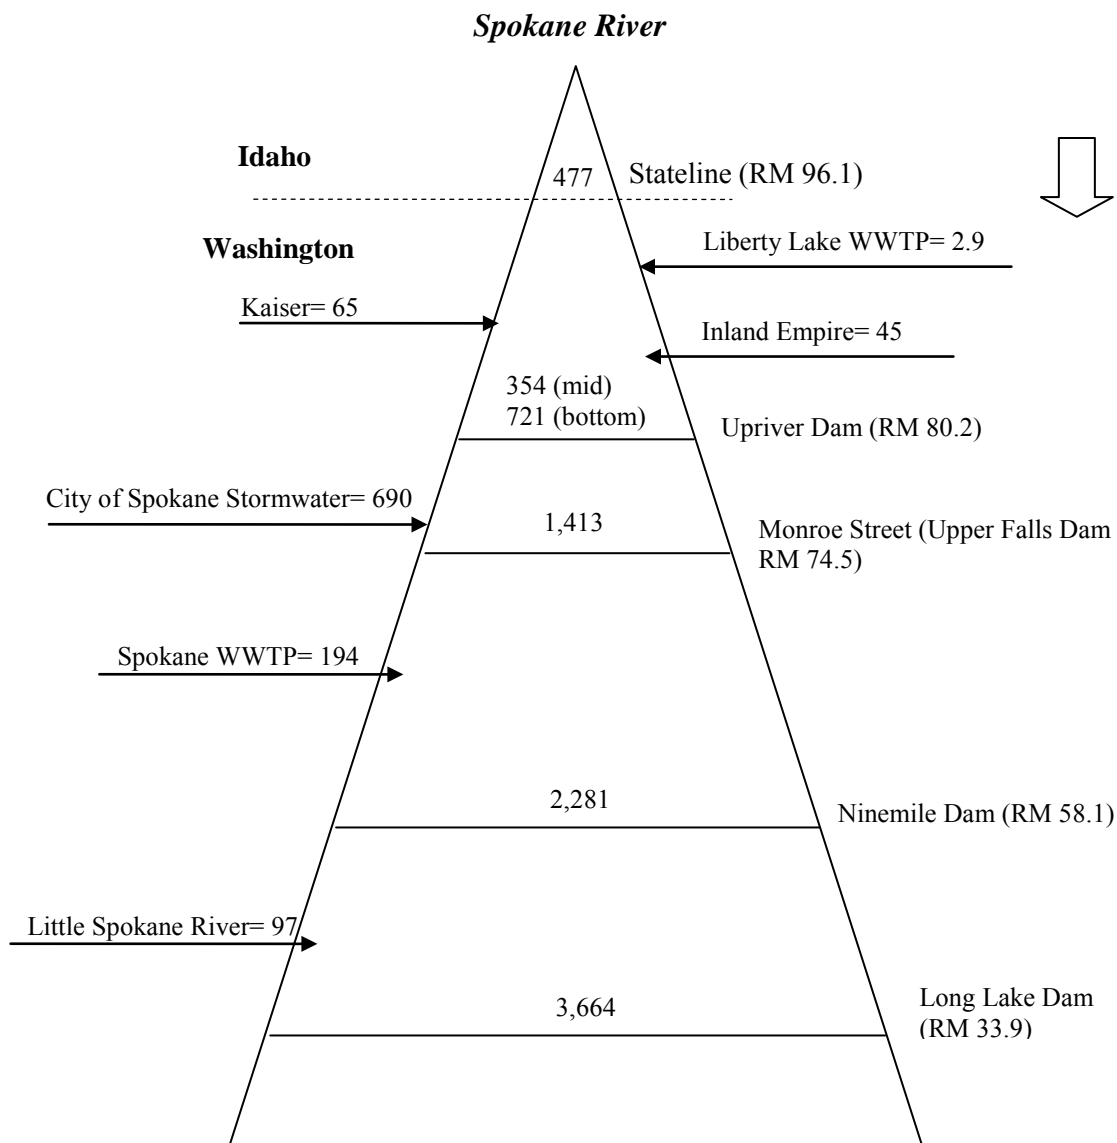 Spokane River
Idaho
477
Stateline (RM 96.1)
Washington
Liberty Lake WWTP= 2.9
Kaiser= 65
Inland Empire= 45
354 (mid)
721 (bottom)
Upriver Dam (RM 80.2)
City of Spokane Stormwater= 690
1,413
Monroe Street (Upper Falls Dam
RM 74.5)
Spokane WWTP= 194
2,281
Ninemile Dam (RM 58.1)
Little Spokane River= 97
3,664
Long Lake Dam
(RM 33.9)